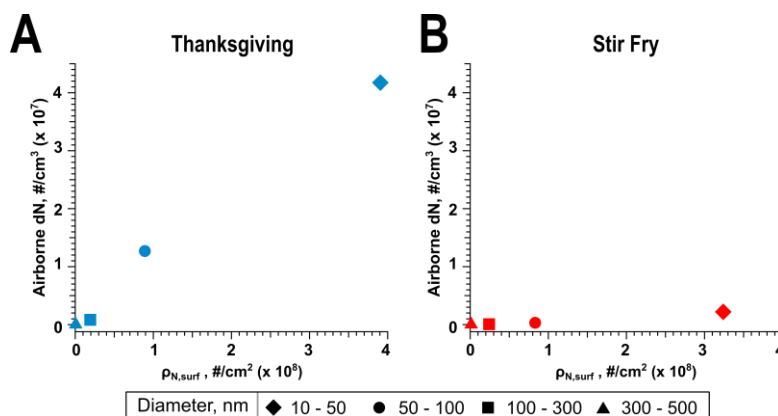 A
Thanksgiving
Airborne dN, #/cm³ (x 10⁷)
4
3
2
1
0
0
1
2
3
4
ρN,surf , #/cm² (x 10⁸)
B
Stir Fry
Airborne dN, #/cm³ (x 10⁷)
4
3
2
1
0
0
1
2
3
4
ρN,surf , #/cm² (x 10⁸)
Diameter, nm ◆ 10 - 50 ● 50 - 100 ■ 100 - 300 ▲ 300 - 500